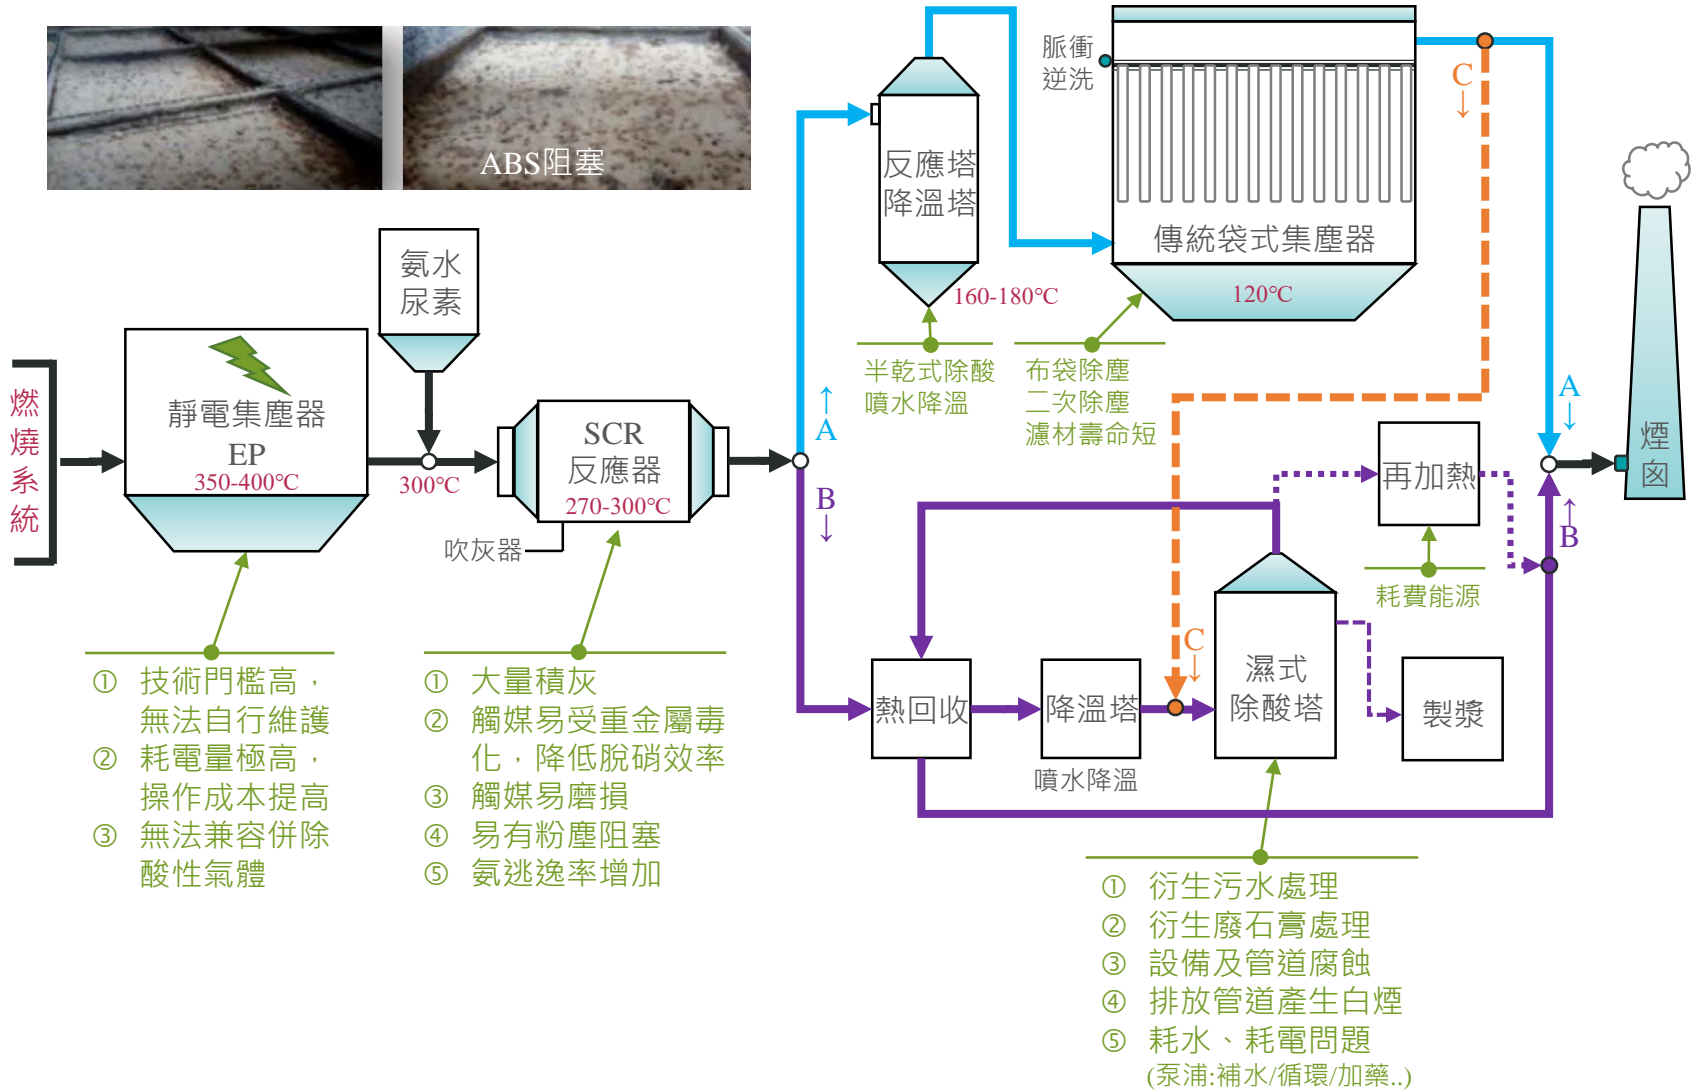 ABS阻塞
燃燒系統
靜電集塵器
EP
350-400℃
氨水
尿素
300℃
SCR
反應器
270-300℃
吹灰器
↑
A
B
↓
反應塔
降溫塔
160-180℃
半乾式除酸
噴水降溫
脈衝
逆洗
傳統袋式集塵器
120℃
布袋除塵
二次除塵
濾材壽命短
C
↓
A
↓
煙囪
↑
B
再加熱
耗費能源
熱回收
降溫塔
噴水降溫
C
↓
濕式
除酸塔
製漿
① 技術門檻高，
無法自行維護
② 耗電量極高，
操作成本提高
③ 無法兼容併除
酸性氣體
① 大量積灰
② 觸媒易受重金屬毒
化，降低脫硝效率
③ 觸媒易磨損
④ 易有粉塵阻塞
⑤ 氨逃逸率增加
① 衍生污水處理
② 衍生廢石膏處理
③ 設備及管道腐蝕
④ 排放管道產生白煙
⑤ 耗水、耗電問題
(泵浦:補水/循環/加藥..)